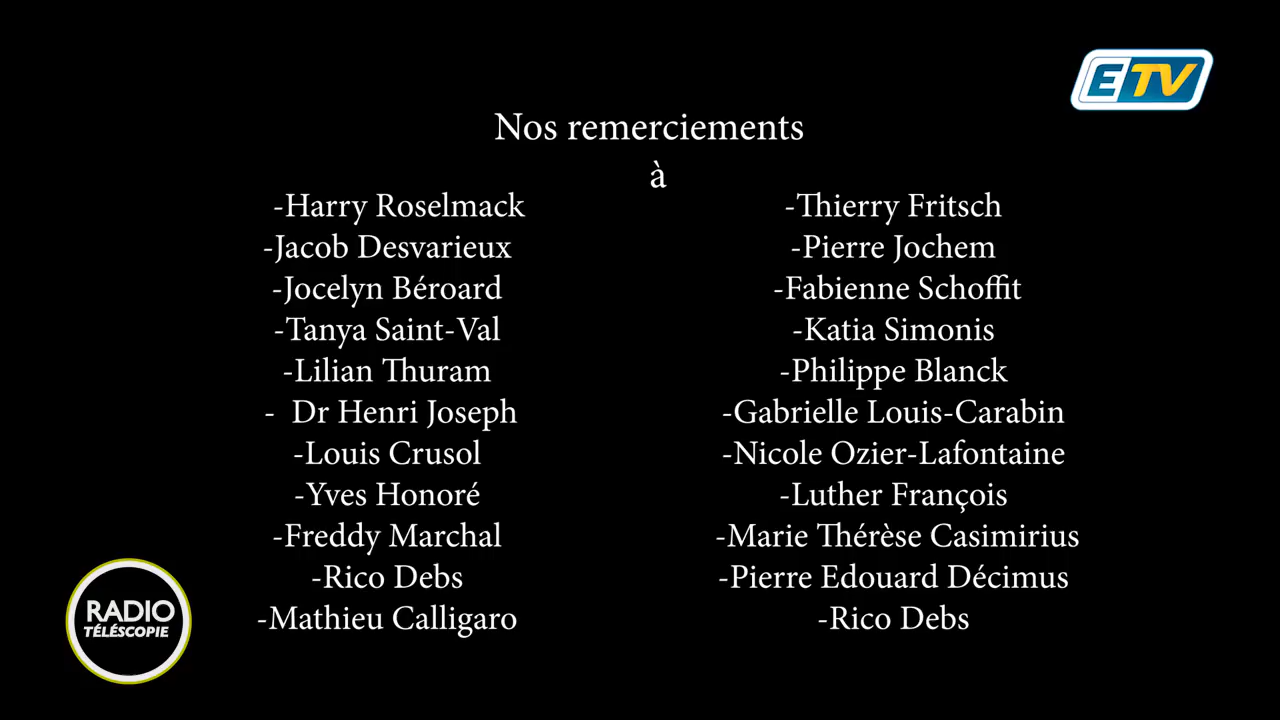 ETV
Nos remerciements
à
-Harry Roselmack
-Jacob Desvarieux
-Jocelyn Béroard
-Tanya Saint-Val
-Lilian Thuram
- Dr Henri Joseph
-Louis Crusol
-Yves Honoré
-Freddy Marchal
-Rico Debs
-Mathieu Calligaro
-Thierry Fritsch
-Pierre Jochem
-Fabienne Schoffit
-Katia Simonis
-Philippe Blanck
-Gabrielle Louis-Carabin
-Nicole Ozier-Lafontaine
-Luther François
-Marie Thérèse Casimirius
-Pierre Edouard Décimus
-Rico Debs
RADIO
TÉLÉSCOPIE